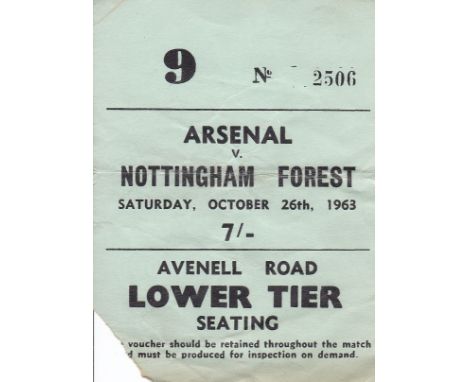 9 No 2506
ARSENAL
V.
NOTTINGHAM FOREST
SATURDAY, OCTOBER 26th, 1963
7/-
AVENELL ROAD
LOWER TIER
SEATING
voucher should be retained throughout the match
must be produced for inspection on demand.